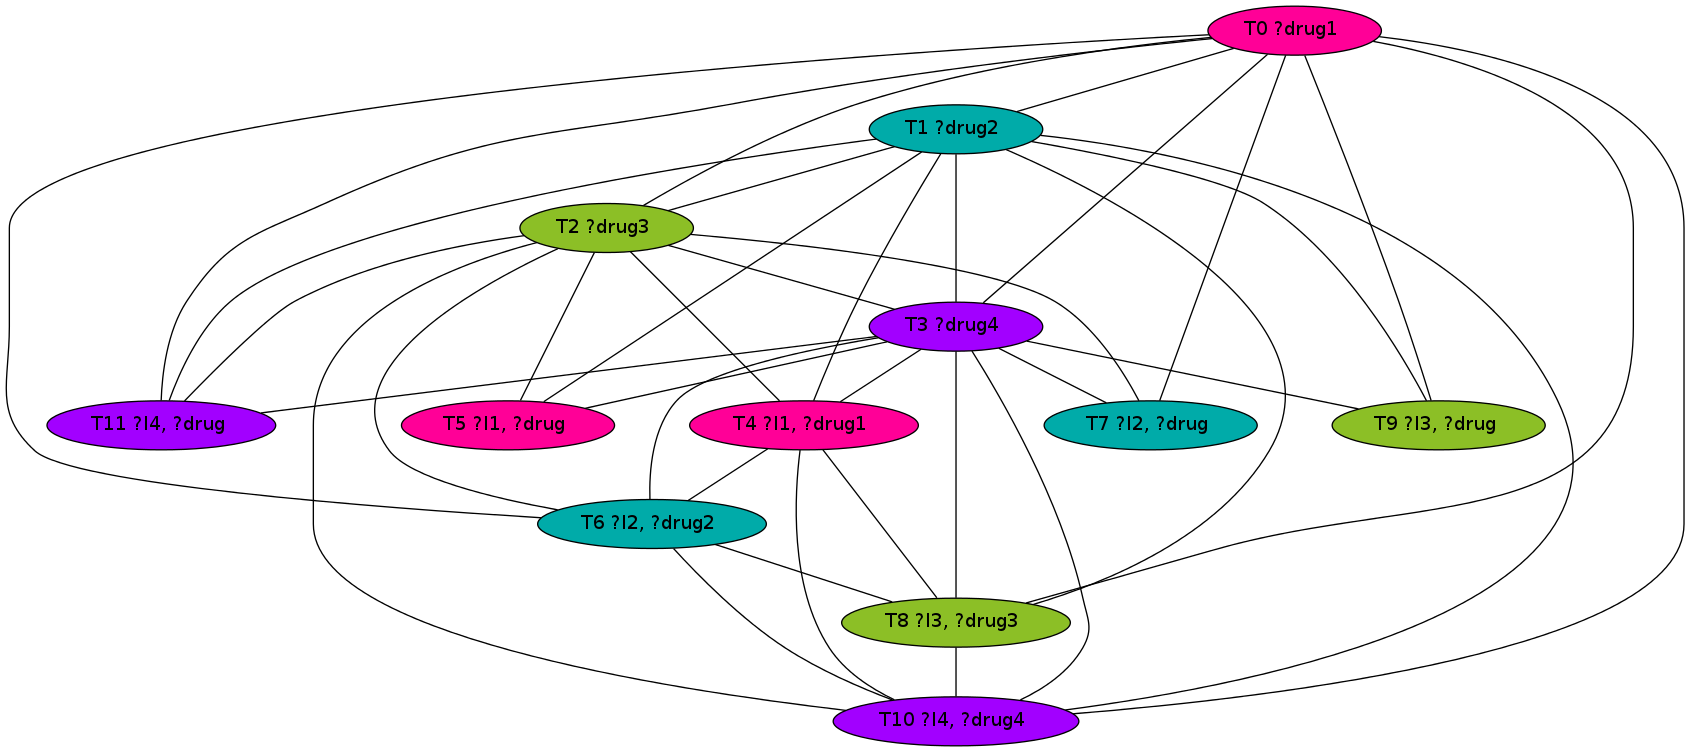 T0 ?drug1
T1 ?drug2
T2 ?drug3
T3 ?drug4
T11 ?l4, ?drug
T5 ?l1, ?drug
T4 ?l1, ?drug1
T7 ?l2, ?drug
T9 ?l3, ?drug
T6 ?l2, ?drug2
T8 ?l3, ?drug3
T10 ?l4, ?drug4